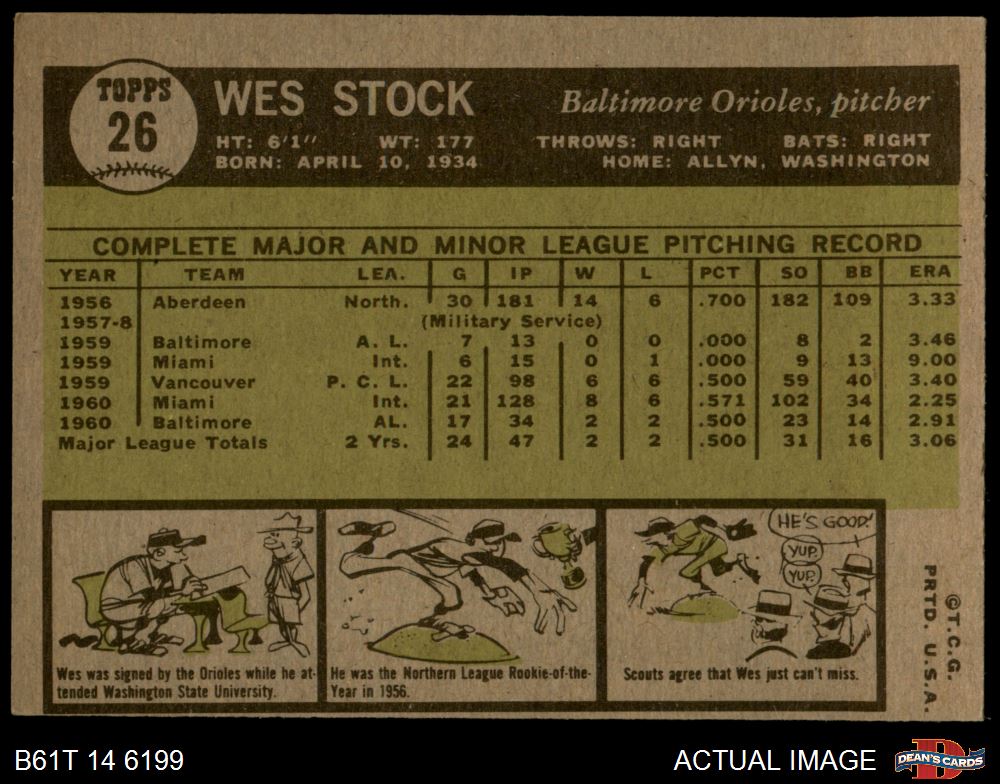 TOPPS
26
WES STOCK
Baltimore Orioles, pitcher
HT: 6'1" WT: 177 THROWS: RIGHT BATS: RIGHT
BORN: APRIL 10, 1934 HOME: ALLYN, WASHINGTON
COMPLETE MAJOR AND MINOR LEAGUE PITCHING RECORD
YEAR TEAM LEA. G IP W L PCT SO BB ERA
1956 Aberdeen North. 30 181 14 6 .700 182 109 3.33
1957-8 (Military Service)
1959 Baltimore A. L. 7 13 0 0 .000 8 2 3.46
1959 Miami Int. 6 15 0 1 .000 9 13 9.00
1959 Vancouver P. C. L. 22 98 6 6 .500 59 40 3.40
1960 Miami Int. 21 128 8 6 .571 102 34 2.25
1960 Baltimore AL. 17 34 2 2 .500 23 14 2.91
Major League Totals 2 Yrs. 24 47 2 2 .500 31 16 3.06
Wes was signed by the Orioles while he at-
tended Washington State University.
He was the Northern League Rookie-of-the-
Year in 1956.
HE'S GOOD!
YUP.
YUP.
Scouts agree that Wes just can't miss.
©T.C.G.
PRTD. U.S.A.
B61T 14 6199
ACTUAL IMAGE
DEAN'S CARDS